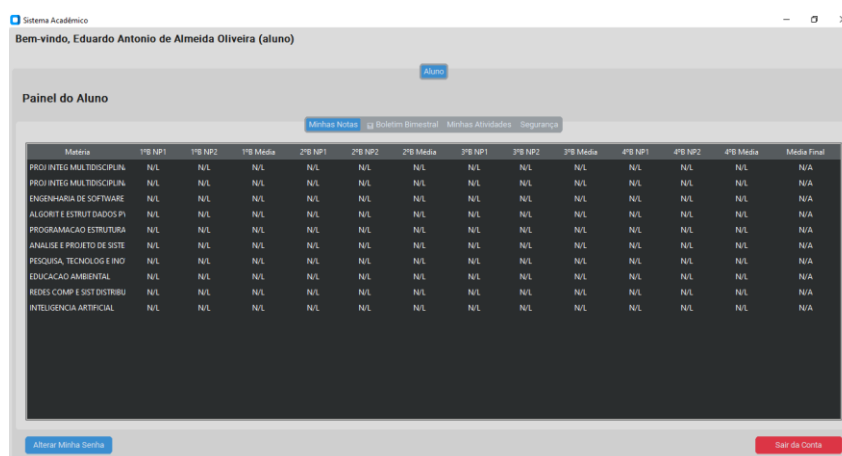 Sistema Acadêmico
Bem-vindo, Eduardo Antonio de Almeida Oliveira (aluno)
Aluno
Painel do Aluno
Minhas Notas Boletim Bimestral Minhas Atividades Segurança
Matéria 1ºB NP1 1ºB NP2 1ºB Média 2ºB NP1 2ºB NP2 2ºB Média 3ºB NP1 3ºB NP2 3ºB Média 4ºB NP1 4ºB NP2 4ºB Média Média Final
PROJ INTEG MULTIDISCIPLIN N/L N/L N/L N/L N/L N/L N/L N/L N/L N/L N/L N/L N/A
PROJ INTEG MULTIDISCIPLIN N/L N/L N/L N/L N/L N/L N/L N/L N/L N/L N/L N/L N/A
ENGENHARIA DE SOFTWARE N/L N/L N/L N/L N/L N/L N/L N/L N/L N/L N/L N/L N/A
ALGORIT E ESTRUT DADOS N/L N/L N/L N/L N/L N/L N/L N/L N/L N/L N/L N/L N/A
PROGRAMACAO ESTRUTURA N/L N/L N/L N/L N/L N/L N/L N/L N/L N/L N/L N/L N/A
ANALISE E PROJETO DE SISTE N/L N/L N/L N/L N/L N/L N/L N/L N/L N/L N/L N/L N/A
PESQUISA, TECNOLOG E INO N/L N/L N/L N/L N/L N/L N/L N/L N/L N/L N/L N/L N/A
EDUCACAO AMBIENTAL N/L N/L N/L N/L N/L N/L N/L N/L N/L N/L N/L N/L N/A
REDES COMP E SIST DISTRIBU N/L N/L N/L N/L N/L N/L N/L N/L N/L N/L N/L N/L N/A
INTELIGENCIA ARTIFICIAL N/L N/L N/L N/L N/L N/L N/L N/L N/L N/L N/L N/L N/A
Alterar Minha Senha Sair da Conta